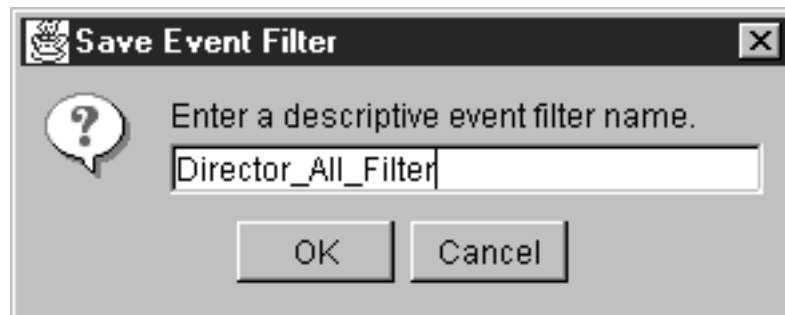 Save Event Filter
Enter a descriptive event filter name.
Director_All_Filter
OK Cancel